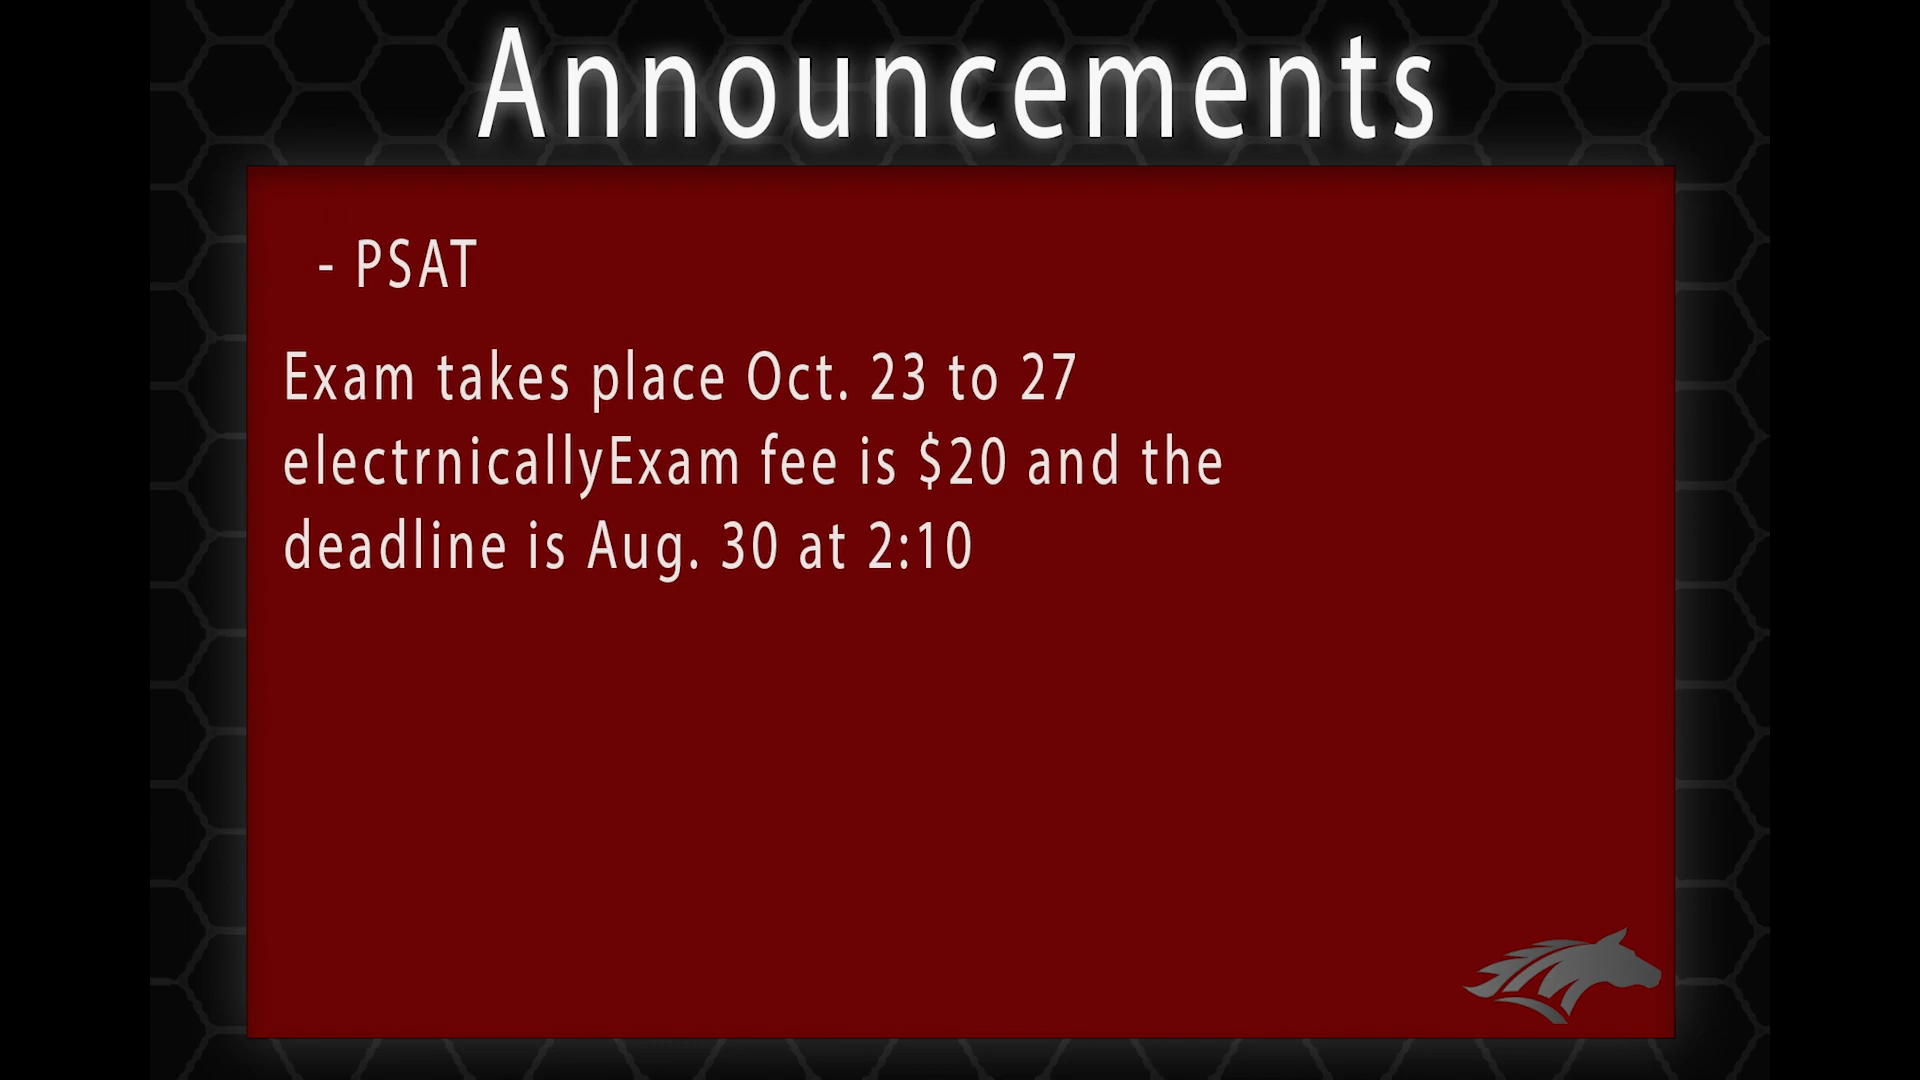 Announcements
- PSAT
Exam takes place Oct. 23 to 27
electrnicallyExam fee is $20 and the
deadline is Aug. 30 at 2:10